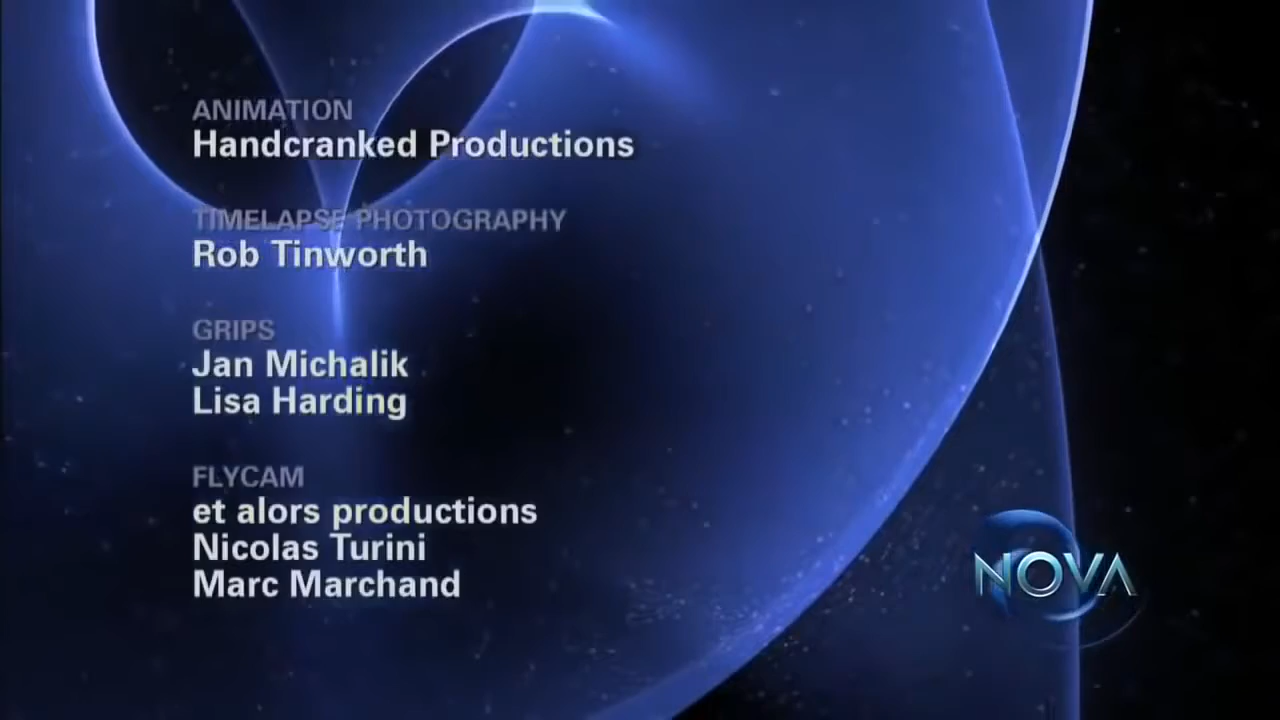 ANIMATION
Handcranked Productions
TIMELAPSE PHOTOGRAPHY
Rob Tinworth
GRIPS
Jan Michalik
Lisa Harding
FLYCAM
et alors productions
Nicolas Turini
Marc Marchand
NOVA